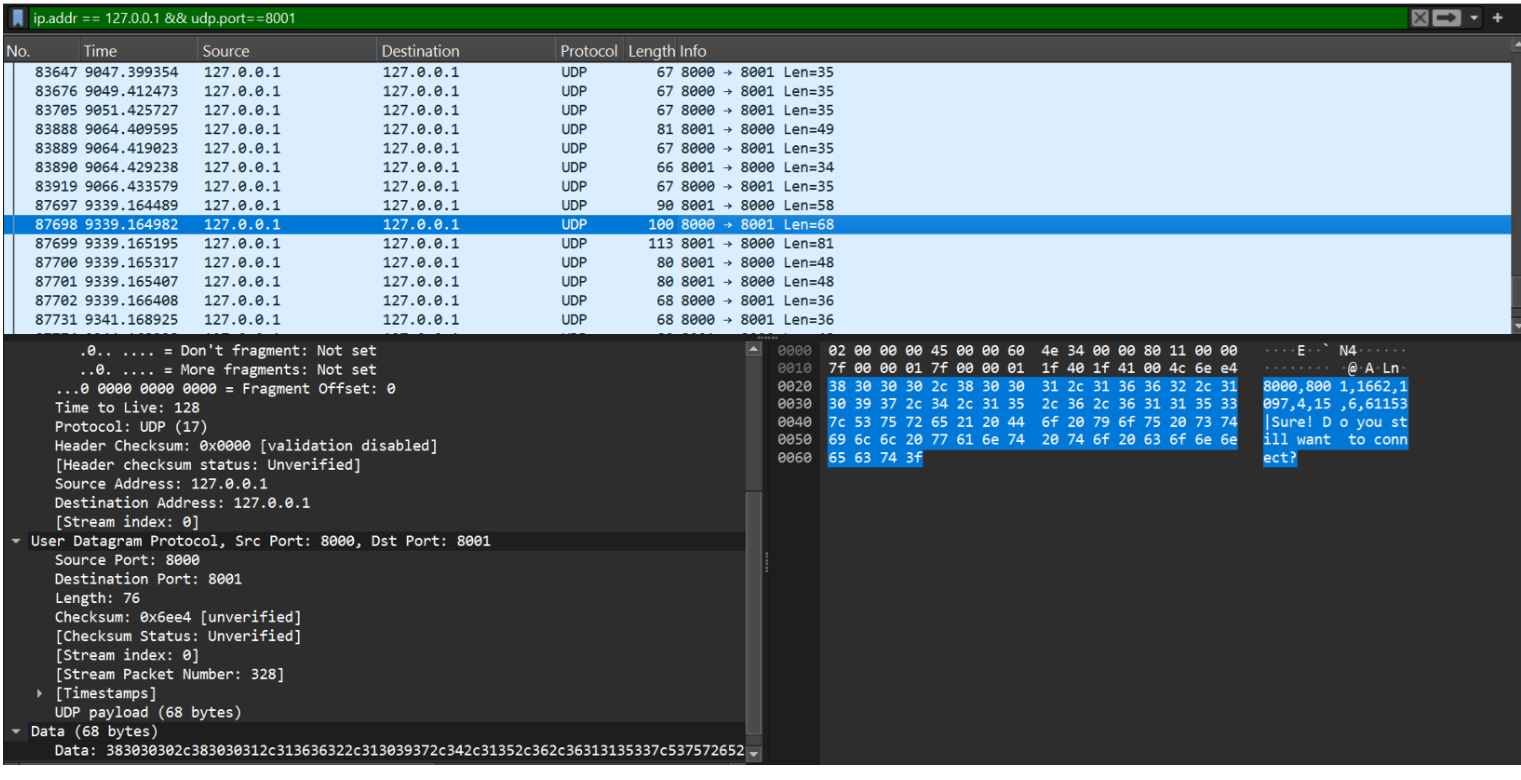 ip.addr == 127.0.0.1 && udp.port==8001
No. Time Source Destination Protocol Length Info
83647 9047.399354 127.0.0.1 127.0.0.1 UDP 67 8000 → 8001 Len=35
83676 9049.412473 127.0.0.1 127.0.0.1 UDP 67 8000 → 8001 Len=35
83705 9051.425727 127.0.0.1 127.0.0.1 UDP 67 8000 → 8001 Len=35
83888 9064.409595 127.0.0.1 127.0.0.1 UDP 81 8001 → 8000 Len=49
83889 9064.419023 127.0.0.1 127.0.0.1 UDP 67 8000 → 8001 Len=35
83890 9064.429238 127.0.0.1 127.0.0.1 UDP 66 8001 → 8000 Len=34
83919 9066.433579 127.0.0.1 127.0.0.1 UDP 67 8000 → 8001 Len=35
87697 9339.164489 127.0.0.1 127.0.0.1 UDP 90 8001 → 8000 Len=58
87698 9339.164982 127.0.0.1 127.0.0.1 UDP 100 8000 → 8001 Len=68
87699 9339.165195 127.0.0.1 127.0.0.1 UDP 113 8001 → 8000 Len=81
87700 9339.165317 127.0.0.1 127.0.0.1 UDP 80 8001 → 8000 Len=48
87701 9339.165407 127.0.0.1 127.0.0.1 UDP 80 8001 → 8000 Len=48
87702 9339.166408 127.0.0.1 127.0.0.1 UDP 68 8000 → 8001 Len=36
87731 9341.168925 127.0.0.1 127.0.0.1 UDP 68 8000 → 8001 Len=36
.0.. .... = Don't fragment: Not set
..0. .... = More fragments: Not set
...0 0000 0000 0000 = Fragment Offset: 0
Time to Live: 128
Protocol: UDP (17)
Header Checksum: 0x0000 [validation disabled]
[Header checksum status: Unverified]
Source Address: 127.0.0.1
Destination Address: 127.0.0.1
[Stream index: 0]
User Datagram Protocol, Src Port: 8000, Dst Port: 8001
Source Port: 8000
Destination Port: 8001
Length: 76
Checksum: 0x6ee4 [unverified]
[Checksum Status: Unverified]
[Stream index: 0]
[Stream Packet Number: 328]
[Timestamps]
UDP payload (68 bytes)
Data (68 bytes)
Data: 383030302c383030312c313636322c313039372c342c31352c362c36313135337c537572652
0000 02 00 00 00 45 00 00 60 4e 34 00 00 80 11 00 00 ····E··` N4······
0010 7f 00 00 01 7f 00 00 01 1f 40 1f 41 00 4c 6e e4 ········ ·@·A·Ln·
0020 38 30 30 30 2c 38 30 30 31 2c 31 36 36 32 2c 31 8000,800 1,1662,1
0030 30 39 37 2c 34 2c 31 35 2c 36 2c 36 31 31 35 33 097,4,15 ,6,61153
0040 7c 53 75 72 65 21 20 44 6f 20 79 6f 75 20 73 74 |Sure! D o you st
0050 69 6c 6c 20 77 61 6e 74 20 74 6f 20 63 6f 6e 6e ill want to conn
0060 65 63 74 3f ect?